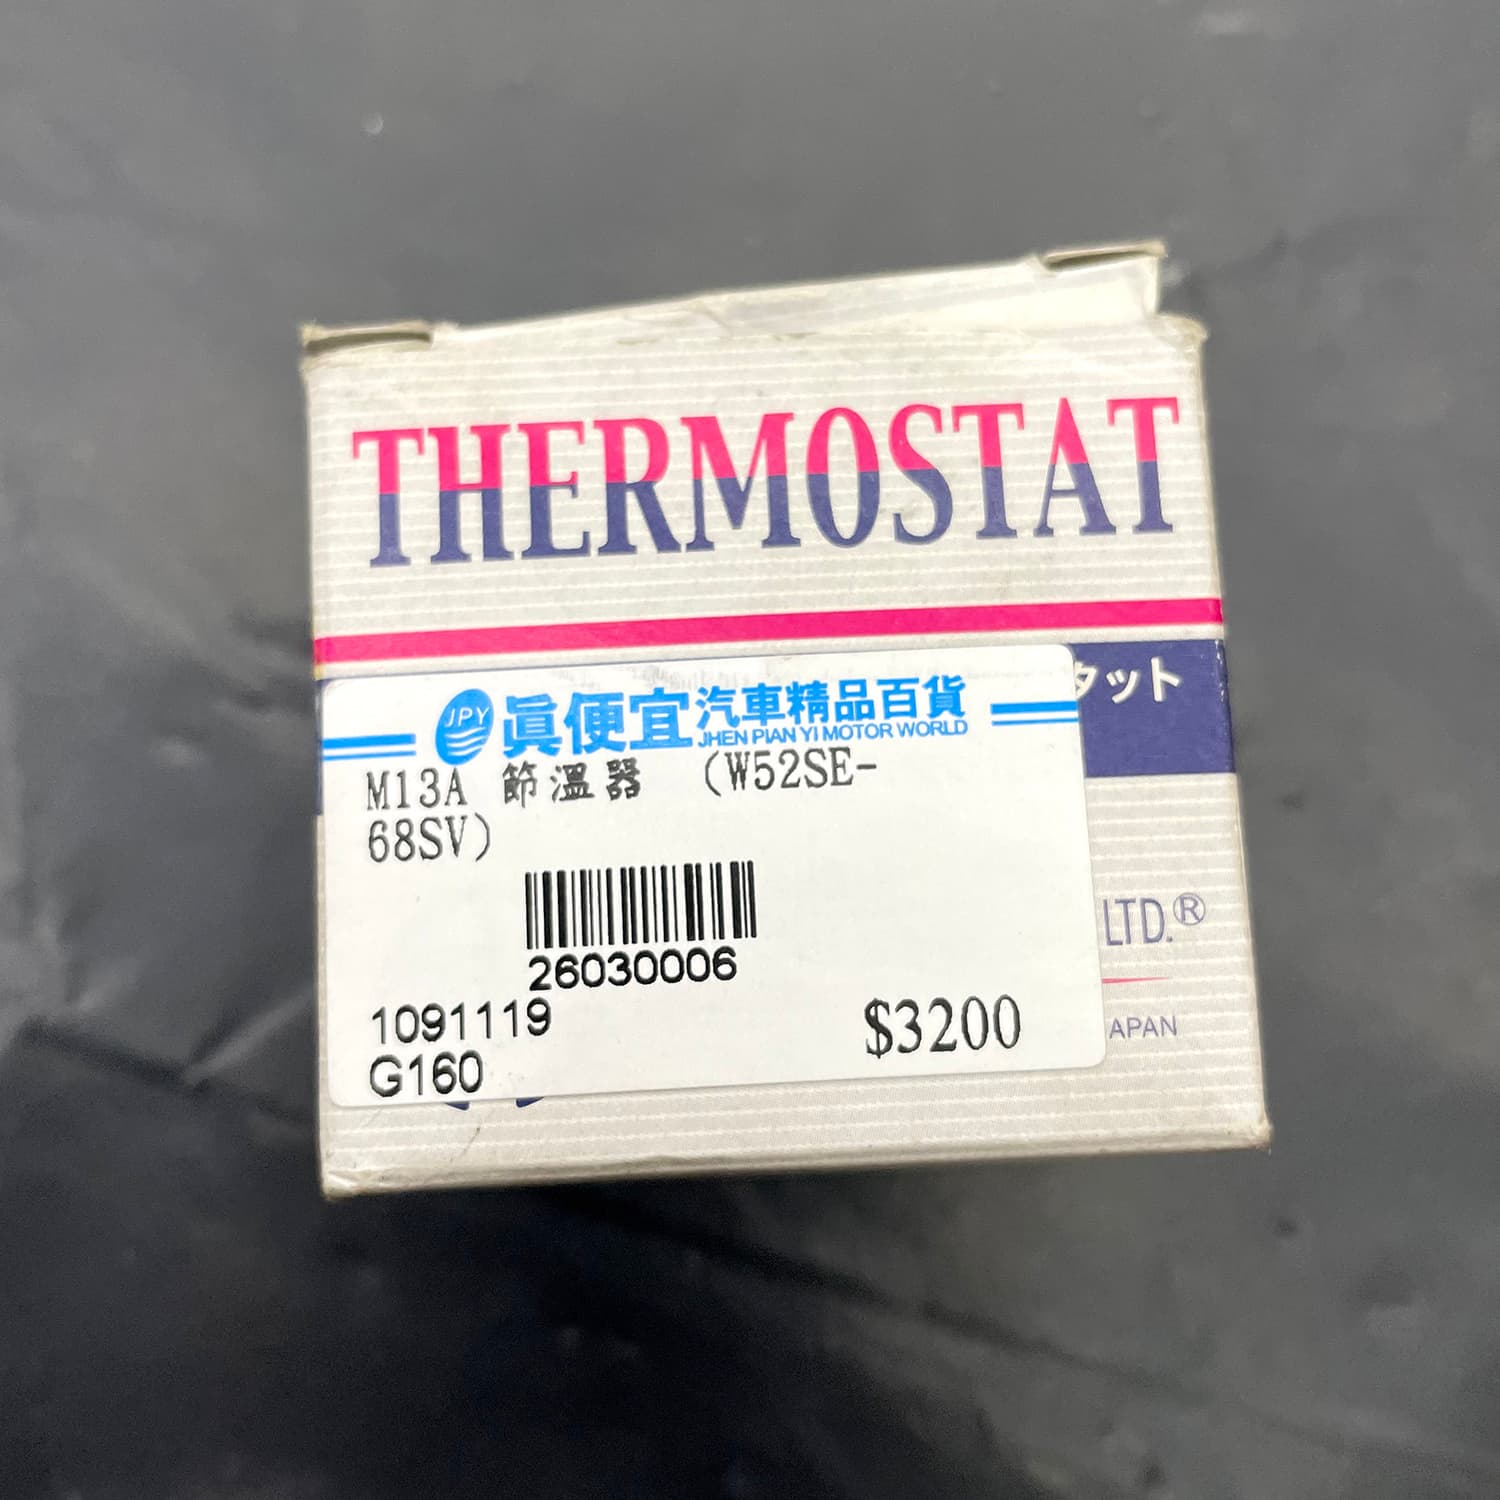 THERMOSTAT
タット
JPY 眞便宜 汽車精品百貨
JHEN PIAN YI MOTOR WORLD
M13A 節溫器 (W52SE-
68SV)
LTD.®
26030006
1091119
$3200
APAN
G160